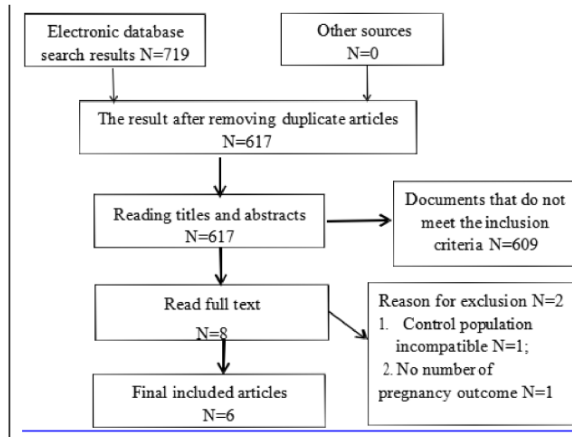 Electronic database
search results N=719
Other sources
N=0
The result after removing duplicate articles
N=617
Reading titles and abstracts
N=617
Documents that do not
meet the inclusion
criteria N=609
Read full text
N=8
Reason for exclusion N=2
1. Control population
incompatible N=1;
2. No number of
pregnancy outcome N=1
Final included articles
N=6